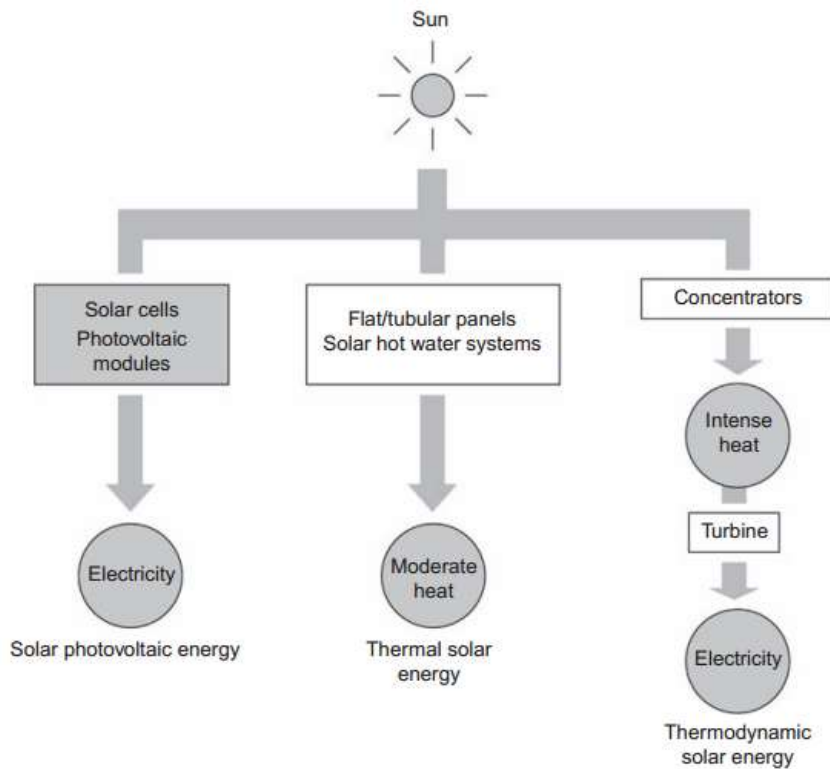 Sun
Solar cells
Photovoltaic
modules
Electricity
Solar photovoltaic energy
Flat/tubular panels
Solar hot water systems
Moderate
heat
Thermal solar
energy
Concentrators
Intense
heat
Turbine
Electricity
Thermodynamic
solar energy